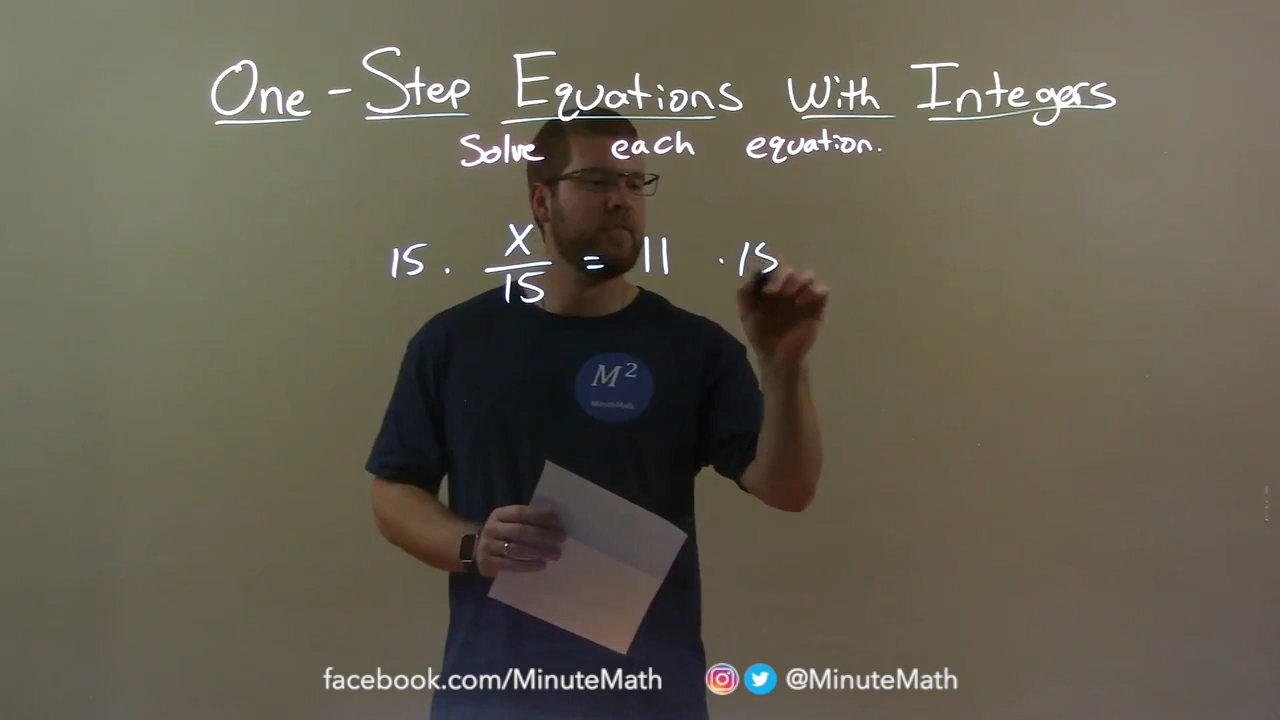 One-Step Equations With Integers
Solve each equation.
15 · x/15 = 11 · 15
M²
MinuteMath
facebook.com/MinuteMath @MinuteMath